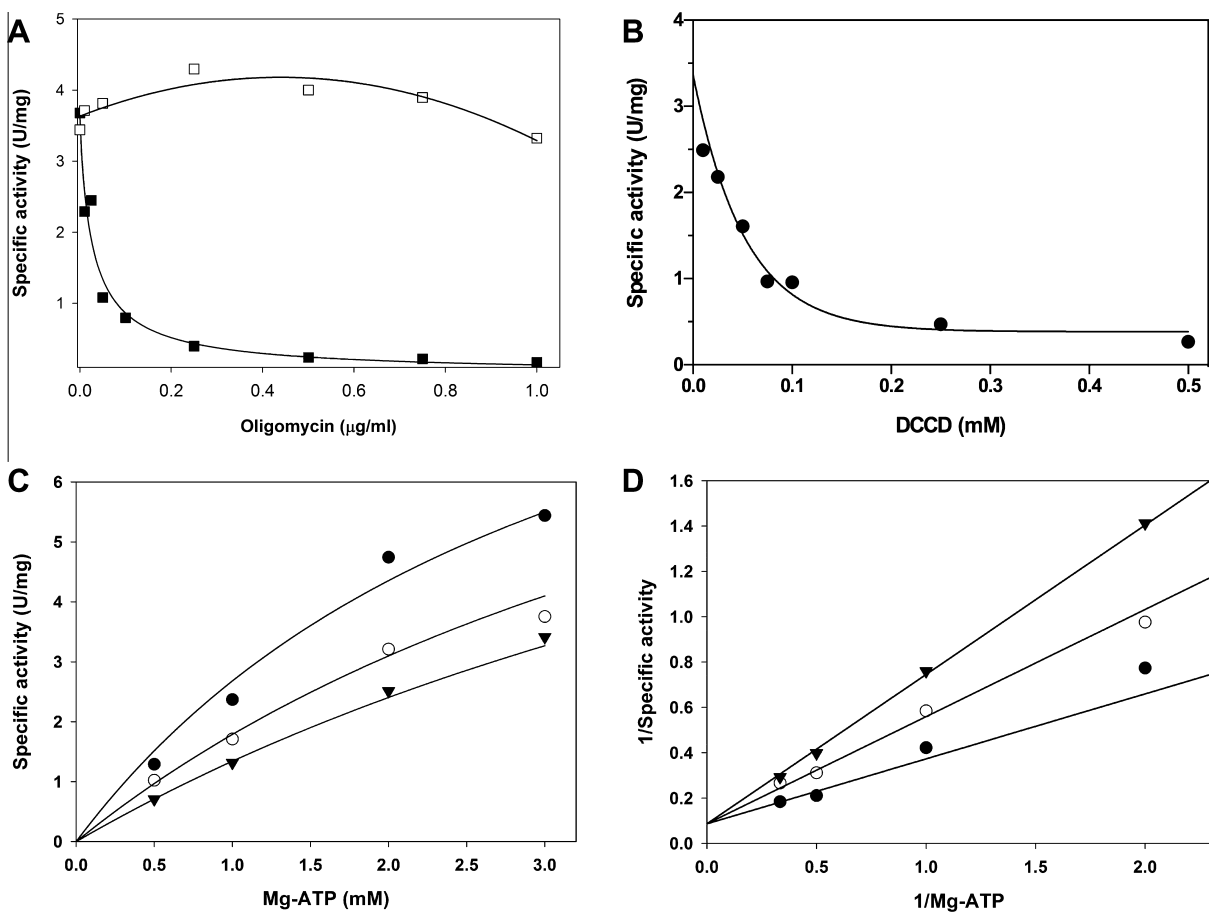 A
Specific activity (U/mg)
5
4
3
2
1
0.0 0.2 0.4 0.6 0.8 1.0
Oligomycin (µg/ml)
B
Specific activity (U/mg)
4
3
2
1
0
0.0 0.1 0.2 0.3 0.4 0.5
DCCD (mM)
C
Specific activity (U/mg)
6
5
4
3
2
1
0
0.0 0.5 1.0 1.5 2.0 2.5 3.0
Mg-ATP (mM)
D
1/Specific activity
1.6
1.4
1.2
1.0
0.8
0.6
0.4
0.2
0.0
0.0 0.5 1.0 1.5 2.0
1/Mg-ATP